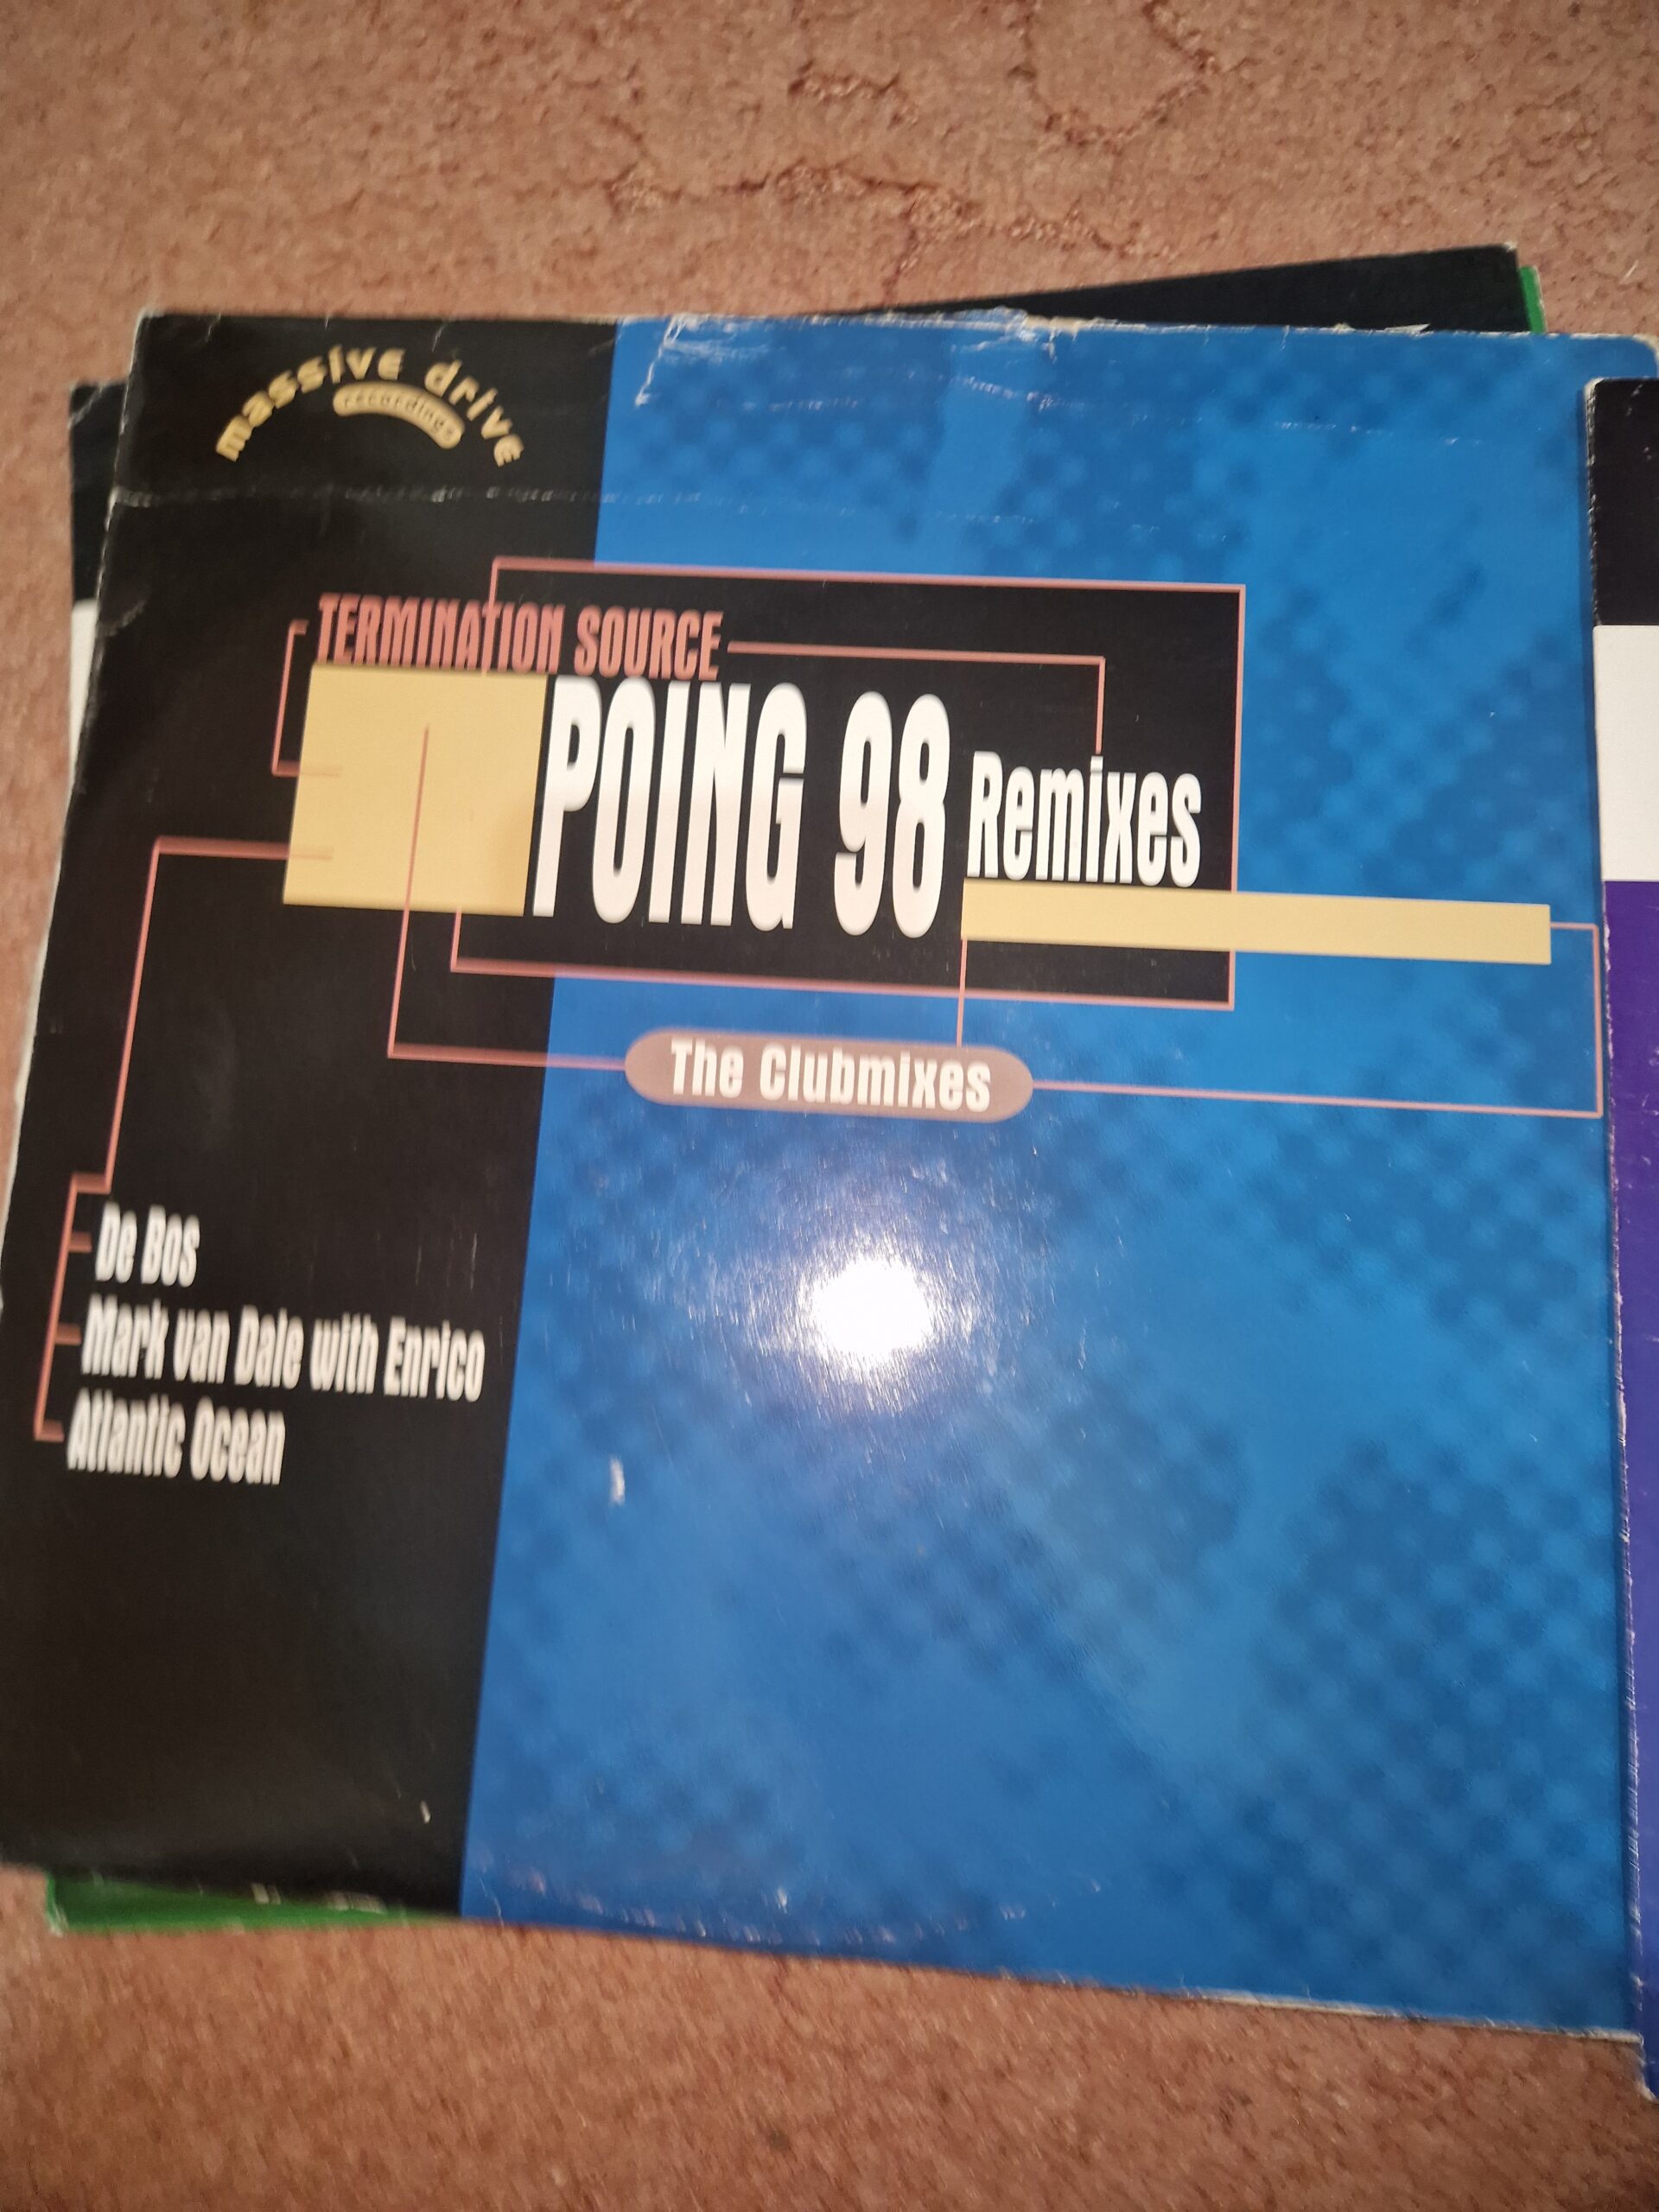 massive drive
recordings
TERMINATION SOURCE
POING 98 Remixes
The Clubmixes
De Bos
Mark van Dale with Enrico
Atlantic Ocean